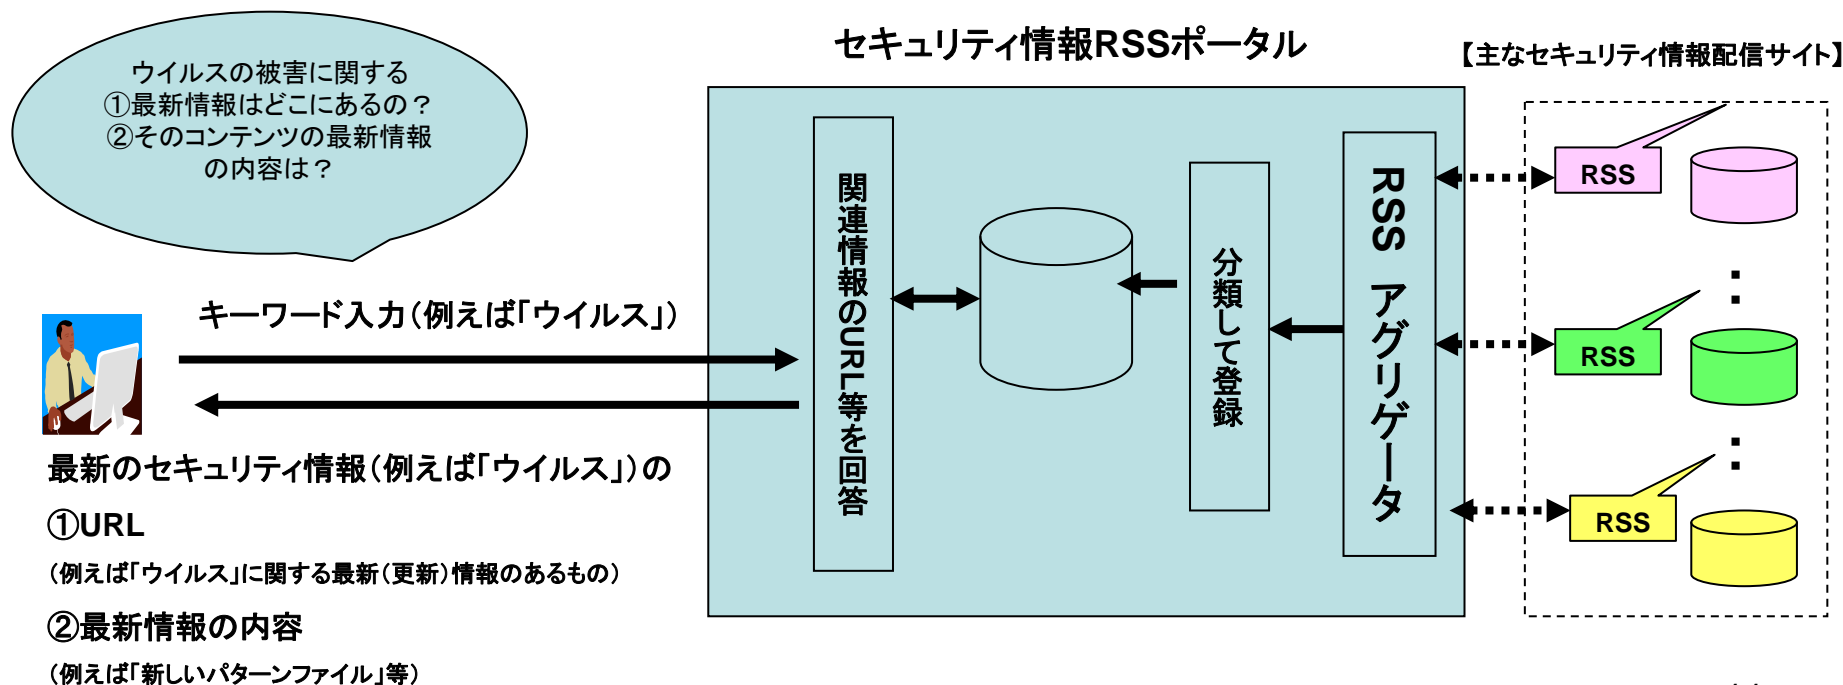 セキュリティ情報RSSポータル
【主なセキュリティ情報配信サイト】
ウイルスの被害に関する
①最新情報はどこにあるの？
②そのコンテンツの最新情報
の内容は？
キーワード入力（例えば「ウイルス」）
最新のセキュリティ情報（例えば「ウイルス」）の
①URL
（例えば「ウイルス」に関する最新（更新）情報のあるもの）
②最新情報の内容
（例えば「新しいパターンファイル」等）
関連情報のURL等を回答
分類して登録
RSS アグリゲータ
RSS
RSS
RSS